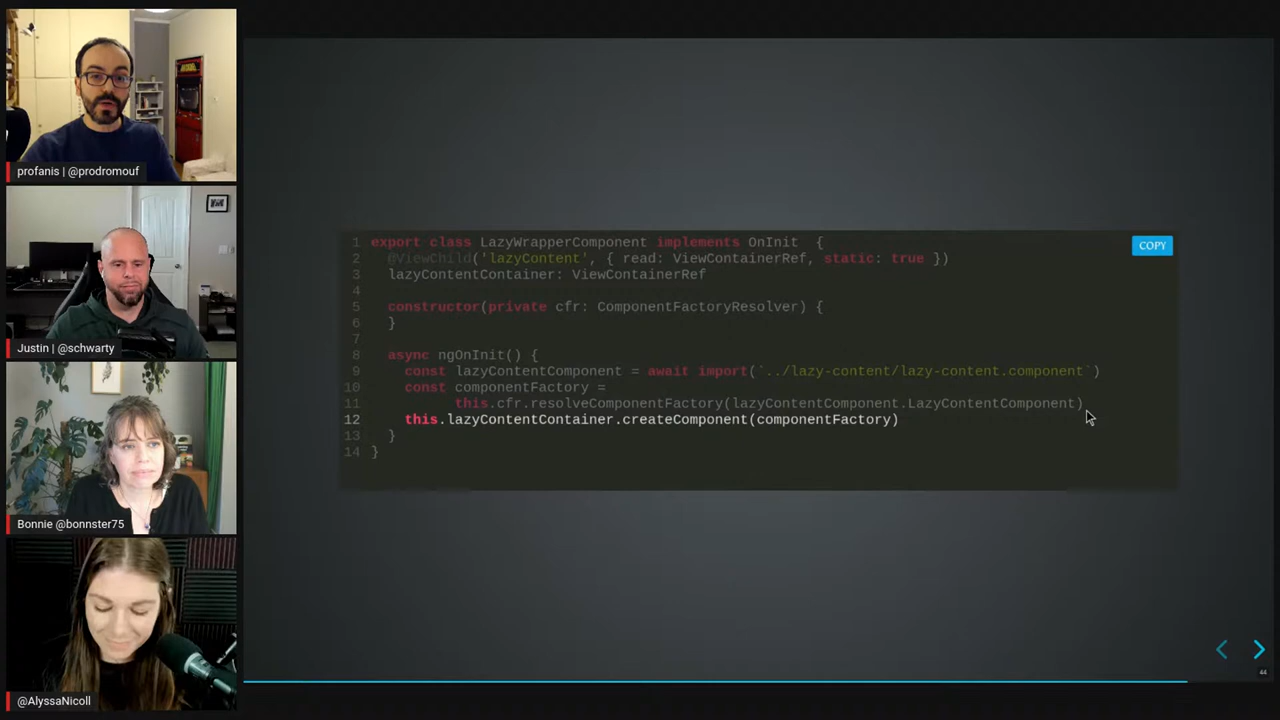 profanis | @prodromouf
Justin | @schwarty
Bonnie @bonnster75
@AlyssaNicoll
COPY
1 export class LazyWrapperComponent implements OnInit {
2 @ViewChild('lazyContent', { read: ViewContainerRef, static: true })
3 lazyContentContainer: ViewContainerRef
4
5 constructor(private cfr: ComponentFactoryResolver) {
6 }
7
8 async ngOnInit() {
9 const lazyContentComponent = await import(`../lazy-content/lazy-content.component`)
10 const componentFactory =
11 this.cfr.resolveComponentFactory(lazyContentComponent.LazyContentComponent)
12 this.lazyContentContainer.createComponent(componentFactory)
13 }
14 }
44